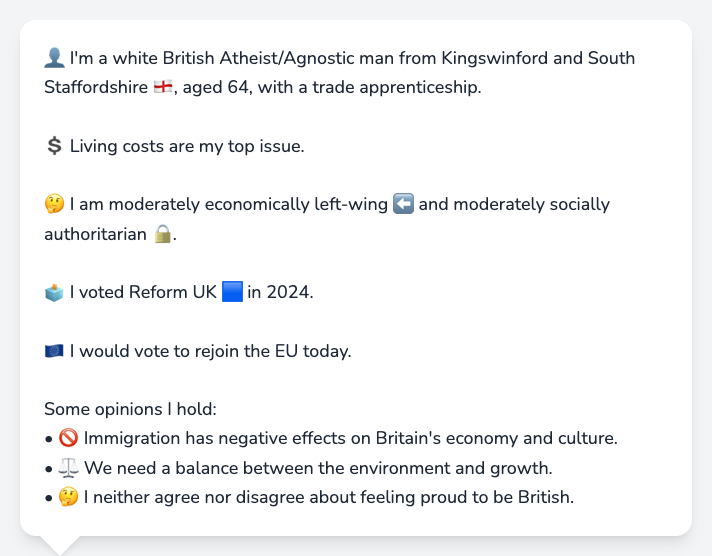 👤 I'm a white British Atheist/Agnostic man from Kingswinford and South
Staffordshire 🏴󠁧󠁢󠁥󠁮󠁧󠁿, aged 64, with a trade apprenticeship.
💲 Living costs are my top issue.
🤔 I am moderately economically left-wing ⬅️ and moderately socially
authoritarian 🔒.
🗳️ I voted Reform UK 🟦 in 2024.
🇪🇺 I would vote to rejoin the EU today.
Some opinions I hold:
• 🚫 Immigration has negative effects on Britain's economy and culture.
• ⚖️ We need a balance between the environment and growth.
• 🤔 I neither agree nor disagree about feeling proud to be British.